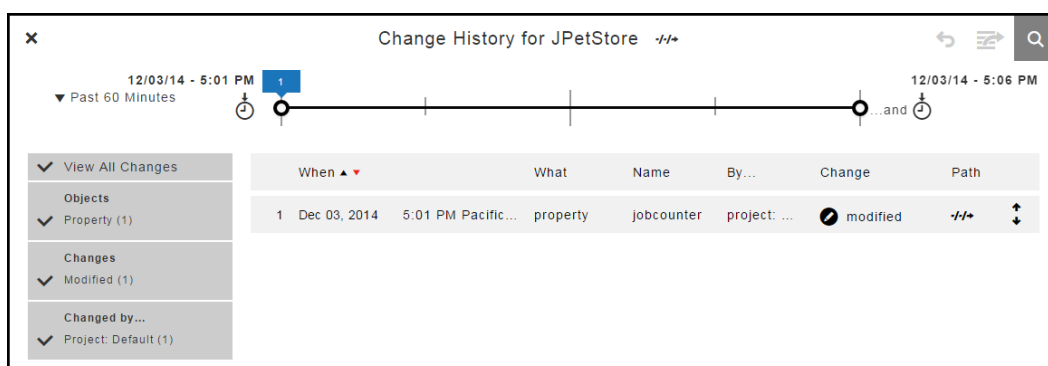 Change History for JPetStore
12/03/14 - 5:01 PM
▼ Past 60 Minutes
1
...and
12/03/14 - 5:06 PM
View All Changes
Objects
Property (1)
Changes
Modified (1)
Changed by...
Project: Default (1)
When ▲ ▼ What Name By... Change Path
1 Dec 03, 2014 5:01 PM Pacific... property jobcounter project: ... modified